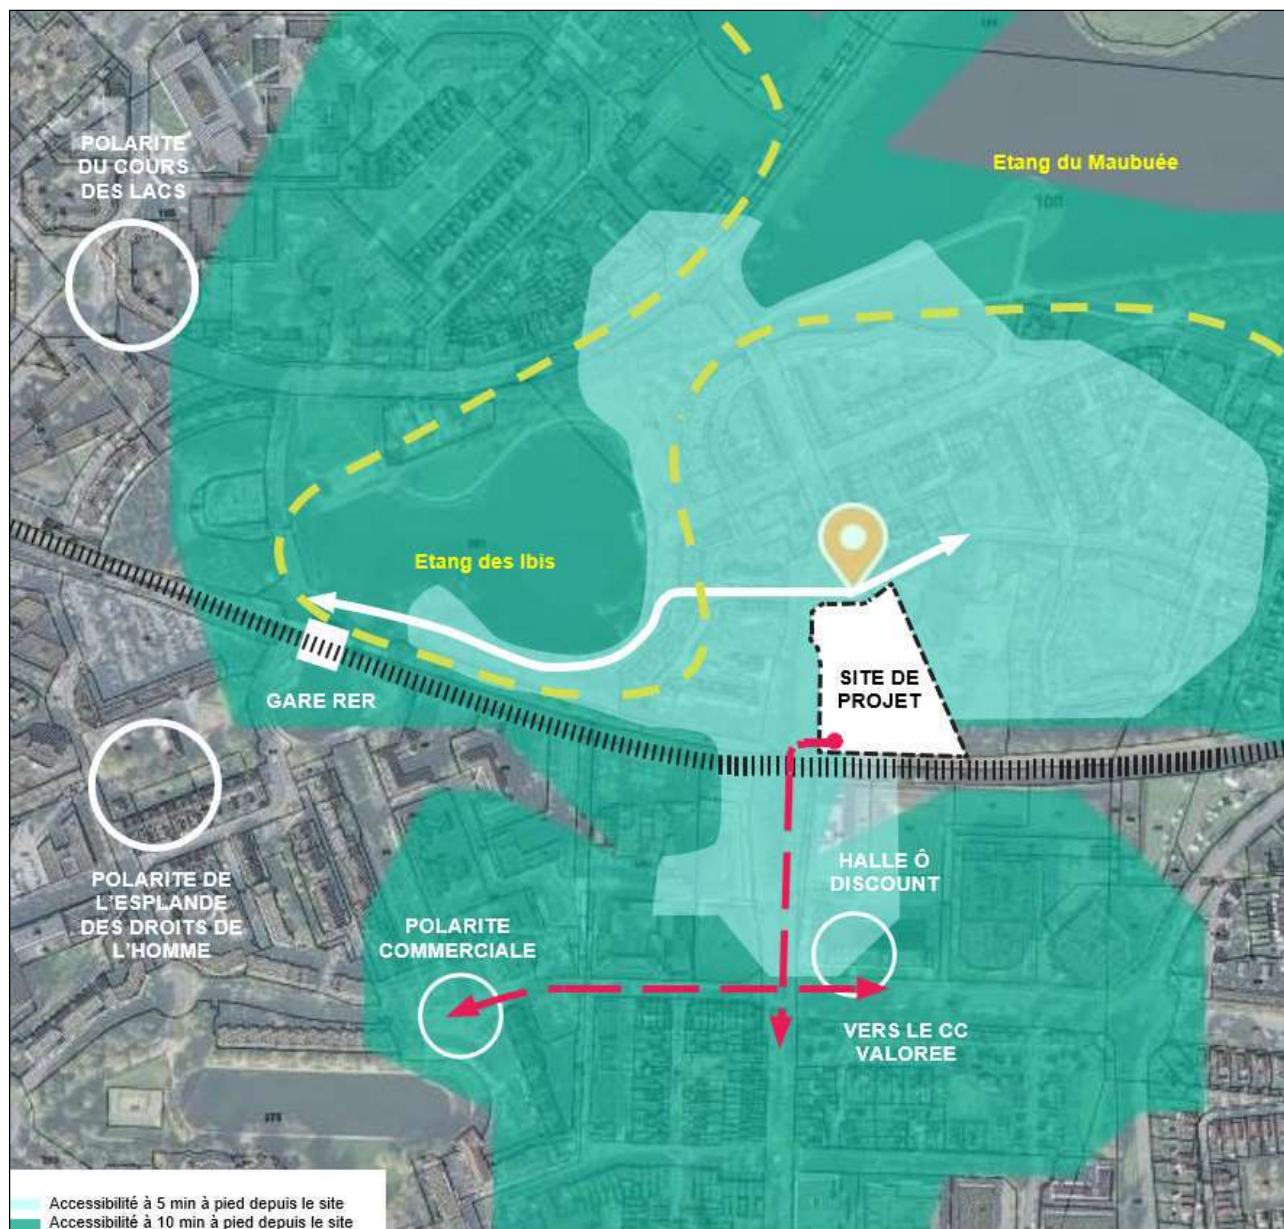 POLARITE
DU COURS
DES LACS
Etang du Maubuée
100
Etang des Ibis
GARE RER
SITE DE
PROJET
POLARITE DE
L'ESPLANDE
DES DROITS DE
L'HOMME
POLARITE
COMMERCIALE
HALLE Ô
DISCOUNT
VERS LE CC
VALOREE
Accessibilité à 5 min à pied depuis le site
Accessibilité à 10 min à pied depuis le site